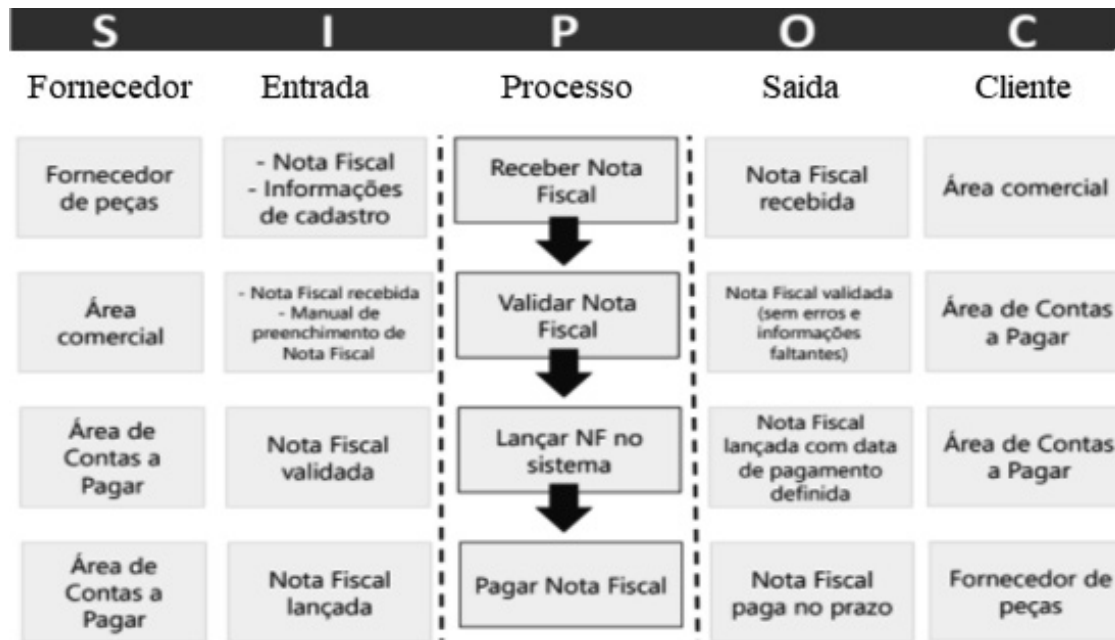 S I P O C
Fornecedor Entrada Processo Saida Cliente
Fornecedor
de peças
- Nota Fiscal
- Informações
de cadastro
Receber Nota
Fiscal
Nota Fiscal
recebida
Área comercial
Área
comercial
- Nota Fiscal recebida
- Manual de
preenchimento de
Nota Fiscal
Validar Nota
Fiscal
Nota Fiscal validada
(sem erros e
informações
faltantes)
Área de Contas
a Pagar
Área de
Contas a
Pagar
Nota Fiscal
validada
Lançar NF no
sistema
Nota Fiscal
lançada com data
de pagamento
definida
Área de Contas
a Pagar
Área de
Contas a
Pagar
Nota Fiscal
lançada
Pagar Nota Fiscal
Nota Fiscal
paga no prazo
Fornecedor de
peças